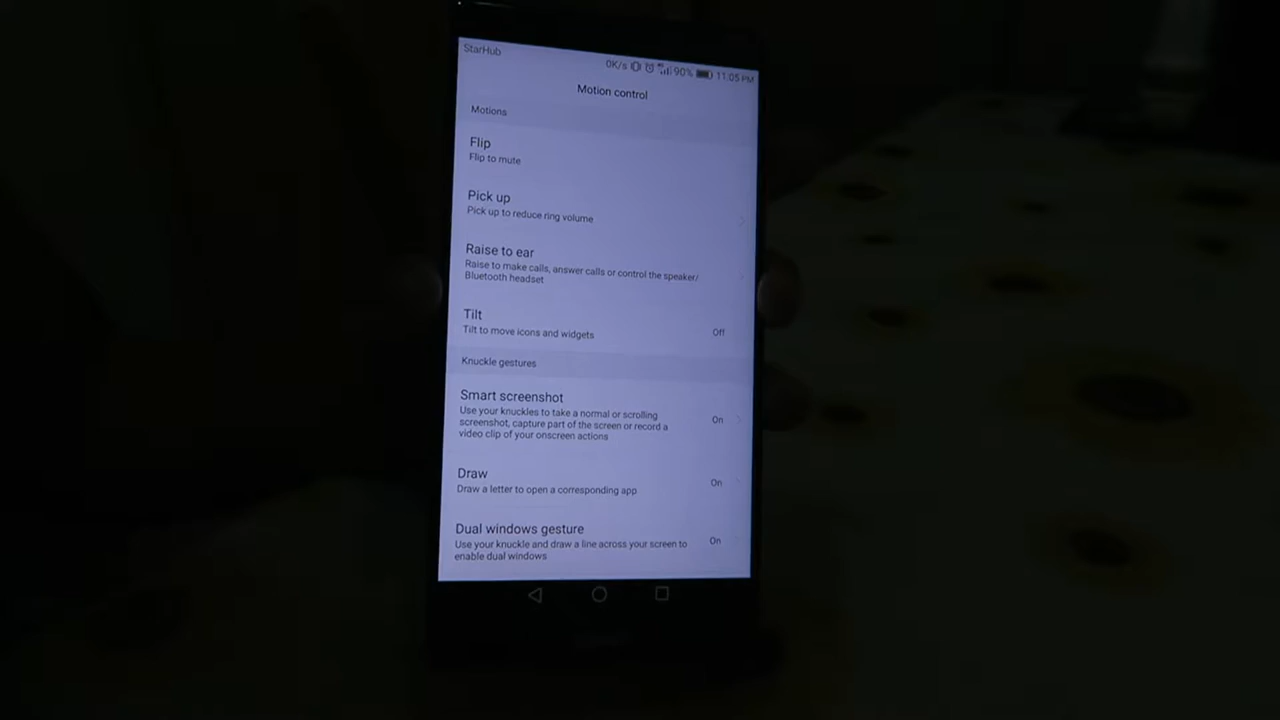 StarHub
0K/s 90% 11:05 PM
Motion control
Motions
Flip
Flip to mute
Pick up
Pick up to reduce ring volume
Raise to ear
Raise to make calls, answer calls or control the speaker/
Bluetooth headset
Tilt
Tilt to move icons and widgets
Off
Knuckle gestures
Smart screenshot
Use your knuckles to take a normal or scrolling
screenshot, capture part of the screen or record a
video clip of your onscreen actions
On
Draw
Draw a letter to open a corresponding app
On
Dual windows gesture
Use your knuckle and draw a line across your screen to
enable dual windows
On